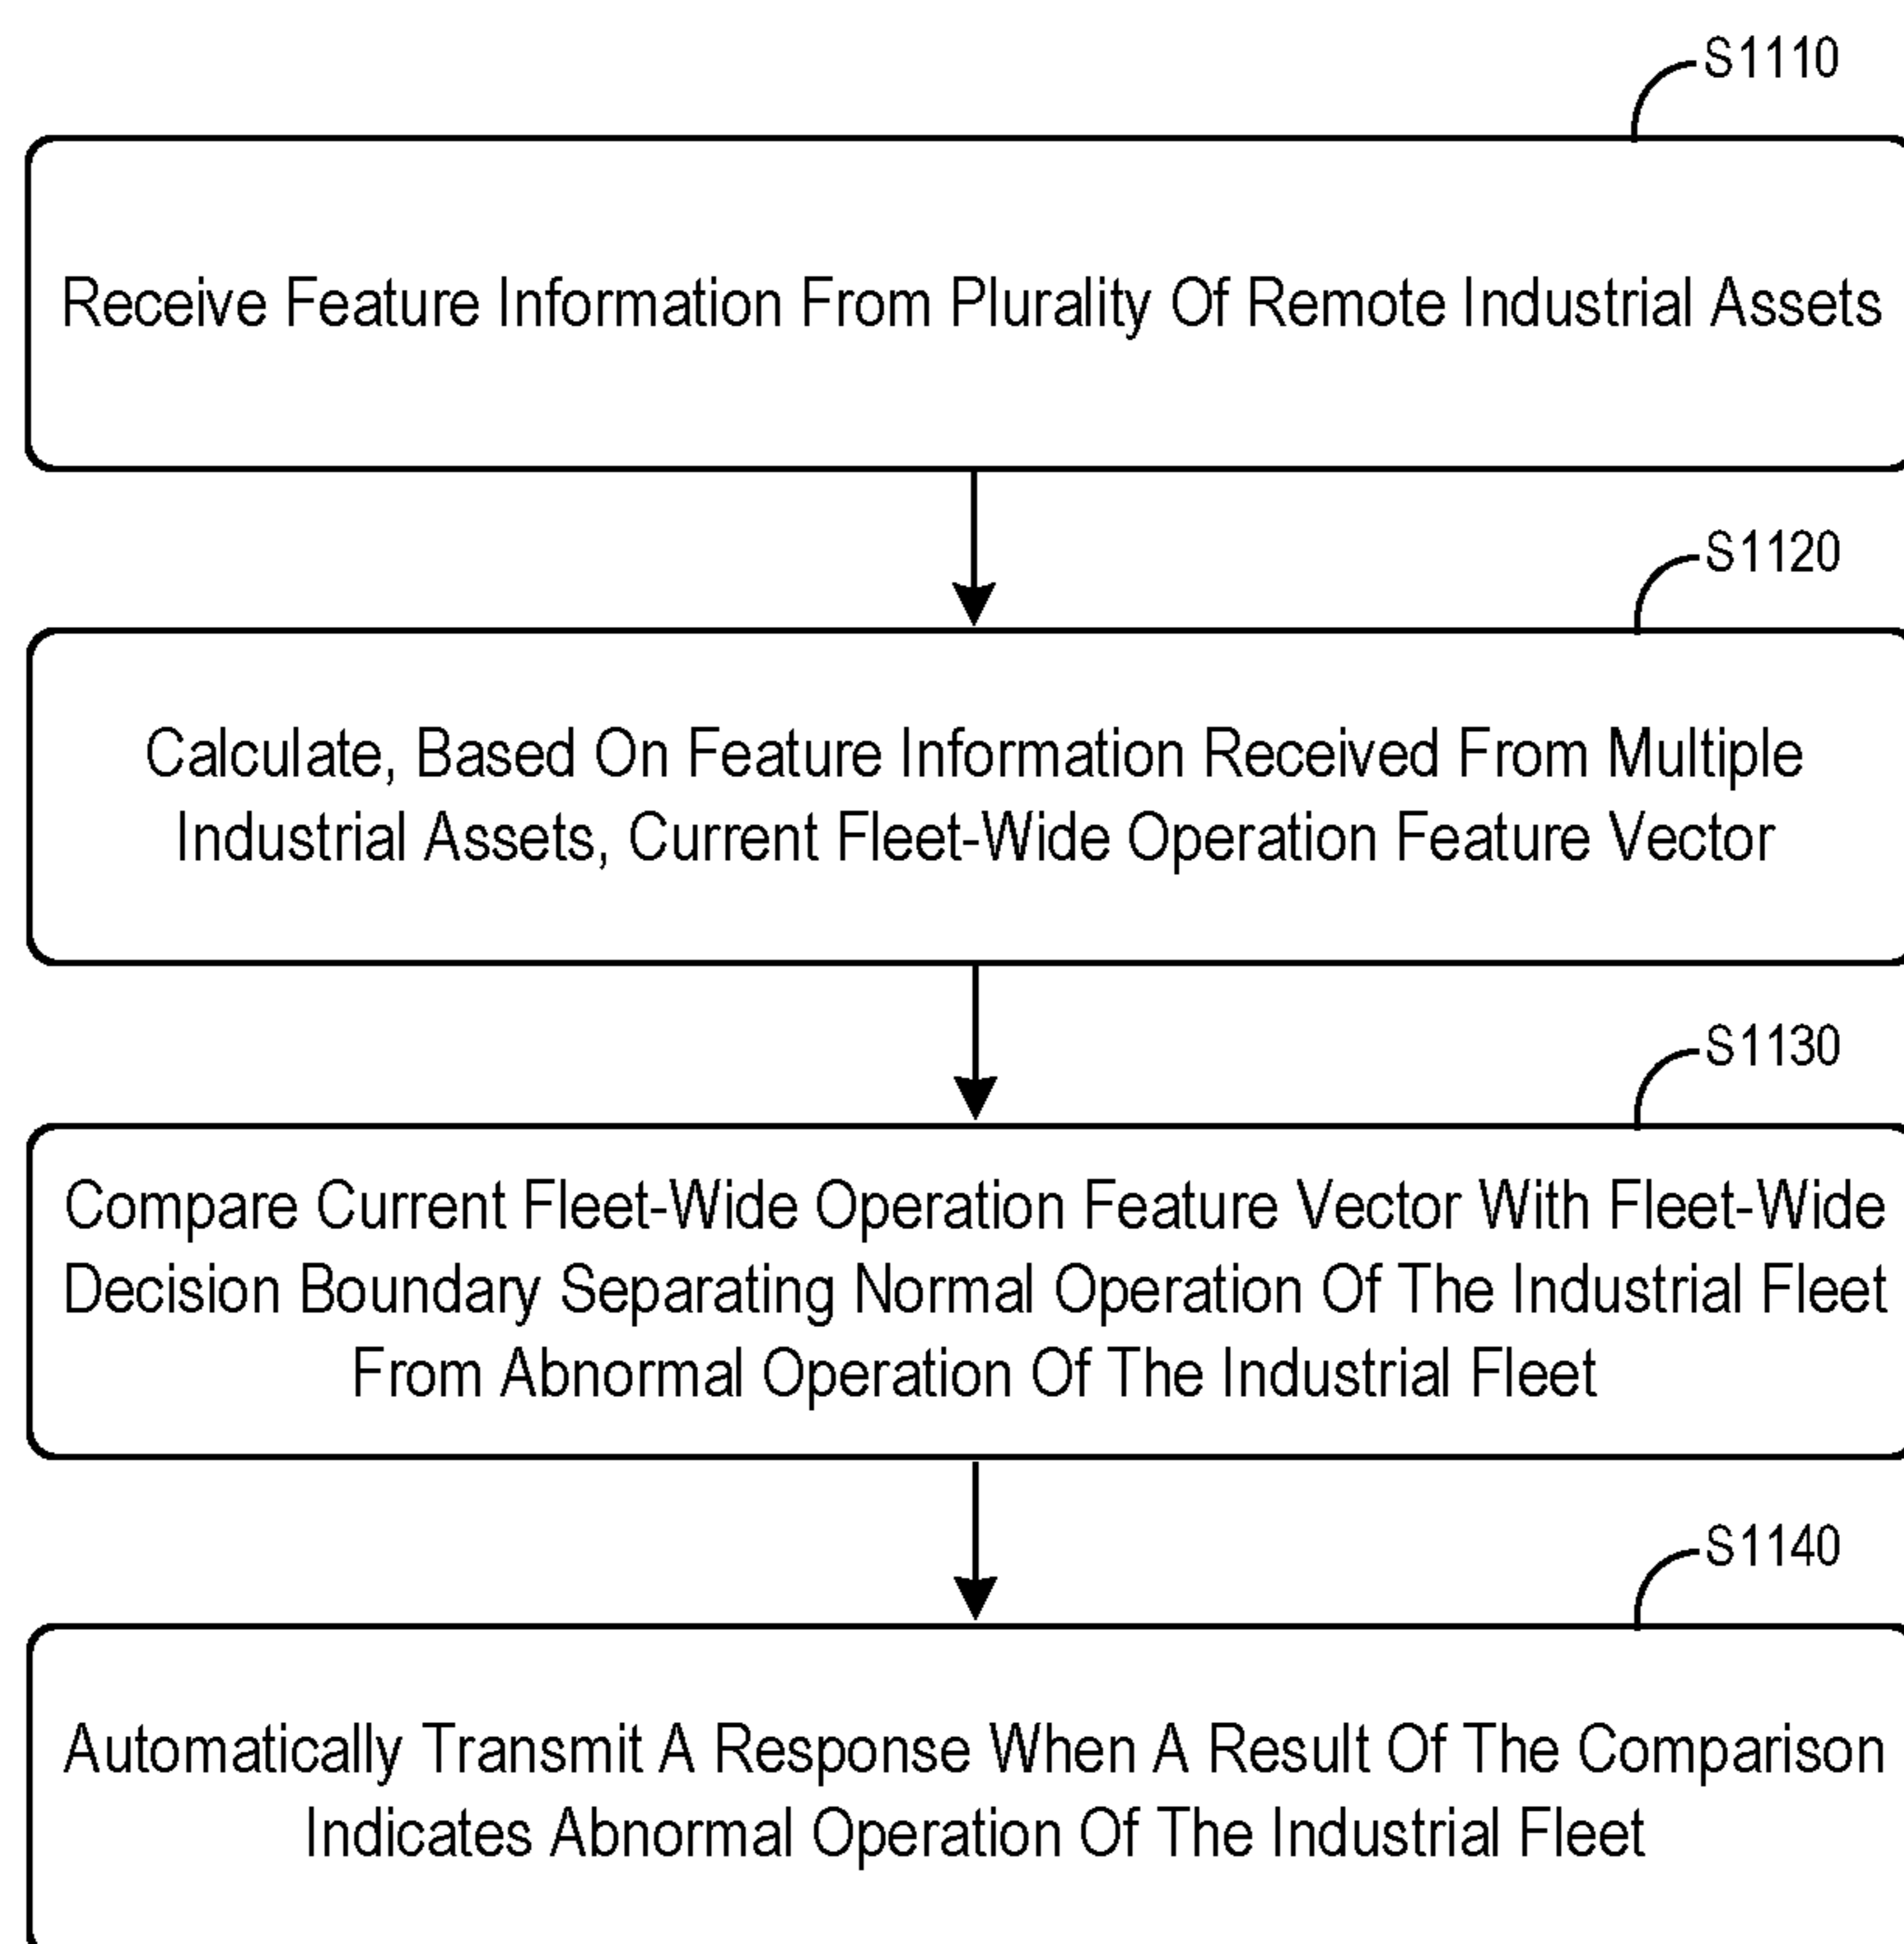 S1110
Receive Feature Information From Plurality Of Remote Industrial Assets
S1120
Calculate, Based On Feature Information Received From Multiple
Industrial Assets, Current Fleet-Wide Operation Feature Vector
S1130
Compare Current Fleet-Wide Operation Feature Vector With Fleet-Wide
Decision Boundary Separating Normal Operation Of The Industrial Fleet
From Abnormal Operation Of The Industrial Fleet
S1140
Automatically Transmit A Response When A Result Of The Comparison
Indicates Abnormal Operation Of The Industrial Fleet